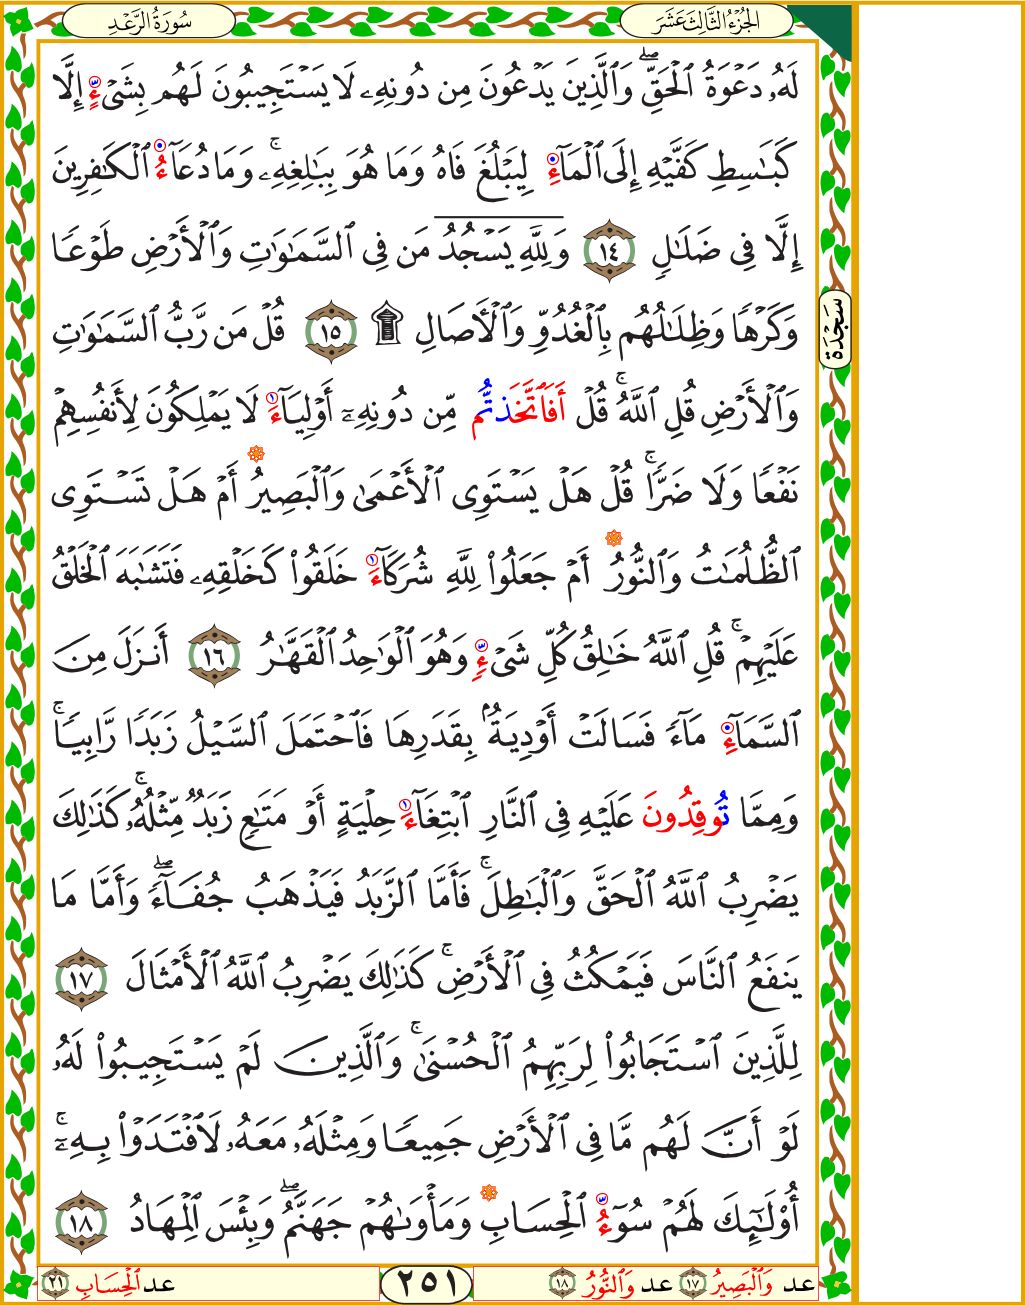 الجُزْءُ الثَّالِثَ عَشَرَ
سُورَةُ الرَّعْدِ
لَهُۥ دَعْوَةُ ٱلْحَقِّۖ وَٱلَّذِينَ يَدْعُونَ مِن دُونِهِۦ لَا يَسْتَجِيبُونَ لَهُم بِشَىْءٍ إِلَّا
كَبَٰسِطِ كَفَّيْهِ إِلَى ٱلْمَآءِ لِيَبْلُغَ فَاهُ وَمَا هُوَ بِبَٰلِغِهِۦۚ وَمَا دُعَآءُ ٱلْكَٰفِرِينَ
إِلَّا فِى ضَلَٰلٍ ١٤ وَلِلَّهِ يَسْجُدُ مَن فِى ٱلسَّمَٰوَٰتِ وَٱلْأَرْضِ طَوْعًا
وَكَرْهًا وَظِلَٰلُهُم بِٱلْغُدُوِّ وَٱلْأَصَالِ ۩ ١٥ قُلْ مَن رَّبُّ ٱلسَّمَٰوَٰتِ
وَٱلْأَرْضِ قُلِ ٱللَّهُۚ قُلْ أَفَٱتَّخَذتُّم مِّن دُونِهِۦٓ أَوْلِيَآءَ لَا يَمْلِكُونَ لِأَنفُسِهِمْ
نَفْعًا وَلَا ضَرًّاۚ قُلْ هَلْ يَسْتَوِى ٱلْأَعْمَىٰ وَٱلْبَصِيرُ أَمْ هَلْ تَسْتَوِى
ٱلظُّلُمَٰتُ وَٱلنُّورُ أَمْ جَعَلُوا۟ لِلَّهِ شُرَكَآءَ خَلَقُوا۟ كَخَلْقِهِۦ فَتَشَٰبَهَ ٱلْخَلْقُ
عَلَيْهِمْۚ قُلِ ٱللَّهُ خَٰلِقُ كُلِّ شَىْءٍ وَهُوَ ٱلْوَٰحِدُ ٱلْقَهَّٰرُ ١٦ أَنزَلَ مِنَ
ٱلسَّمَآءِ مَآءً فَسَالَتْ أَوْدِيَةٌۢ بِقَدَرِهَا فَٱحْتَمَلَ ٱلسَّيْلُ زَبَدًا رَّابِيًاۚ
وَمِمَّا تُوقِدُونَ عَلَيْهِ فِى ٱلنَّارِ ٱبْتِغَآءَ حِلْيَةٍ أَوْ مَتَٰعٍ زَبَدٌ مِّثْلُهُۥۚ كَذَٰلِكَ
يَضْرِبُ ٱللَّهُ ٱلْحَقَّ وَٱلْبَٰطِلَۚ فَأَمَّا ٱلزَّبَدُ فَيَذْهَبُ جُفَآءًۖ وَأَمَّا مَا
يَنفَعُ ٱلنَّاسَ فَيَمْكُثُ فِى ٱلْأَرْضِۚ كَذَٰلِكَ يَضْرِبُ ٱللَّهُ ٱلْأَمْثَالَ ١٧
لِلَّذِينَ ٱسْتَجَابُوا۟ لِرَبِّهِمُ ٱلْحُسْنَىٰۚ وَٱلَّذِينَ لَمْ يَسْتَجِيبُوا۟ لَهُۥ
لَوْ أَنَّ لَهُم مَّا فِى ٱلْأَرْضِ جَمِيعًا وَمِثْلَهُۥ مَعَهُۥ لَٱفْتَدَوْا۟ بِهِۦٓۚ
أُو۟لَٰٓئِكَ لَهُمْ سُوٓءُ ٱلْحِسَابِ وَمَأْوَىٰهُمْ جَهَنَّمُۖ وَبِئْسَ ٱلْمِهَادُ ١٨
سَجْدَة
عد وَٱلْبَصِيرُ ١٧ عد وَٱلنُّورُ ١٨
٢٥١
عد ٱلْحِسَابِ ٢١